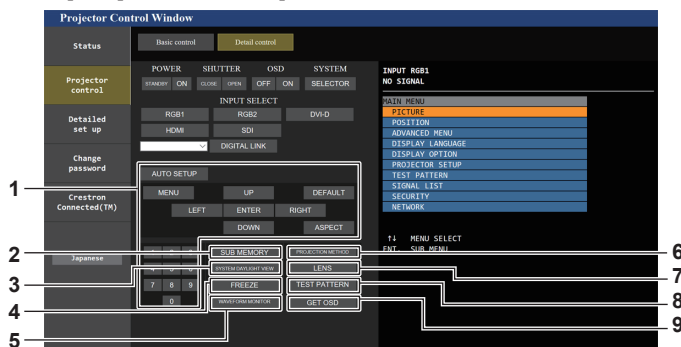 Projector Control Window
Status
Basic control
Detail control
POWER SHUTTER OSD SYSTEM
STANDBY ON CLOSE OPEN OFF ON SELECTOR
Projector
control
INPUT SELECT
RGB1 RGB2 DVI-D
HDMI SDI
DIGITAL LINK
Detailed
set up
Change
password
Crestron
Connected(TM)
Japanese
AUTO SETUP
MENU UP DEFAULT
LEFT ENTER RIGHT
DOWN ASPECT
SUB MEMORY PROJECTION METHOD
SYSTEM DAYLIGHT VIEW LENS
7 8 9 FREEZE TEST PATTERN
0 WAVEFORM MONITOR GET OSD
INPUT RGB1
NO SIGNAL
MAIN MENU
PICTURE
POSITION
ADVANCED MENU
DISPLAY LANGUAGE
DISPLAY OPTION
PROJECTOR SETUP
TEST PATTERN
SIGNAL LIST
SECURITY
NETWORK
↑↓ MENU SELECT
ENT. SUB MENU
1
2
3
4
5
6
7
8
9